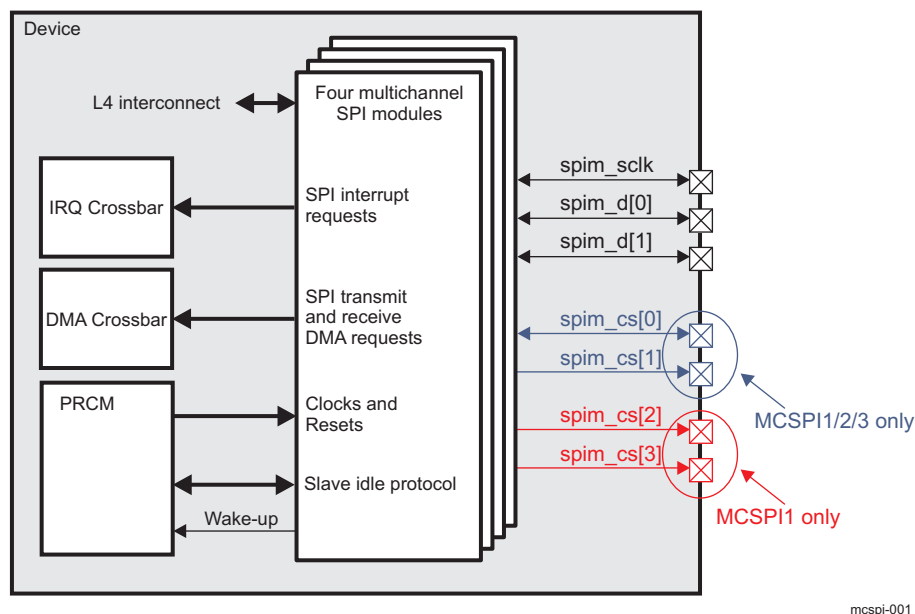 Device
L4 interconnect
Four multichannel
SPI modules
IRQ Crossbar
SPI interrupt
requests
DMA Crossbar
SPI transmit
and receive
DMA requests
PRCM
Clocks and
Resets
Slave idle protocol
Wake-up
spim_sclk
spim_d[0]
spim_d[1]
spim_cs[0]
spim_cs[1]
MCSPI1/2/3 only
spim_cs[2]
spim_cs[3]
MCSPI1 only
mcspi-001